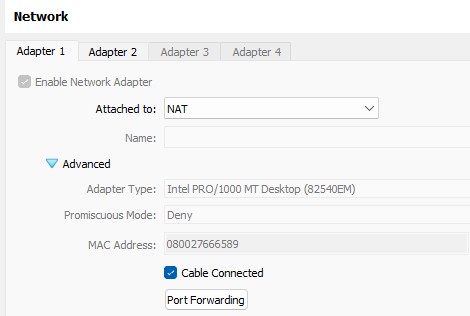 Network
Adapter 1 Adapter 2 Adapter 3 Adapter 4
Enable Network Adapter
Attached to: NAT
Name:
Advanced
Adapter Type: Intel PRO/1000 MT Desktop (82540EM)
Promiscuous Mode: Deny
MAC Address: 080027666589
Cable Connected
Port Forwarding